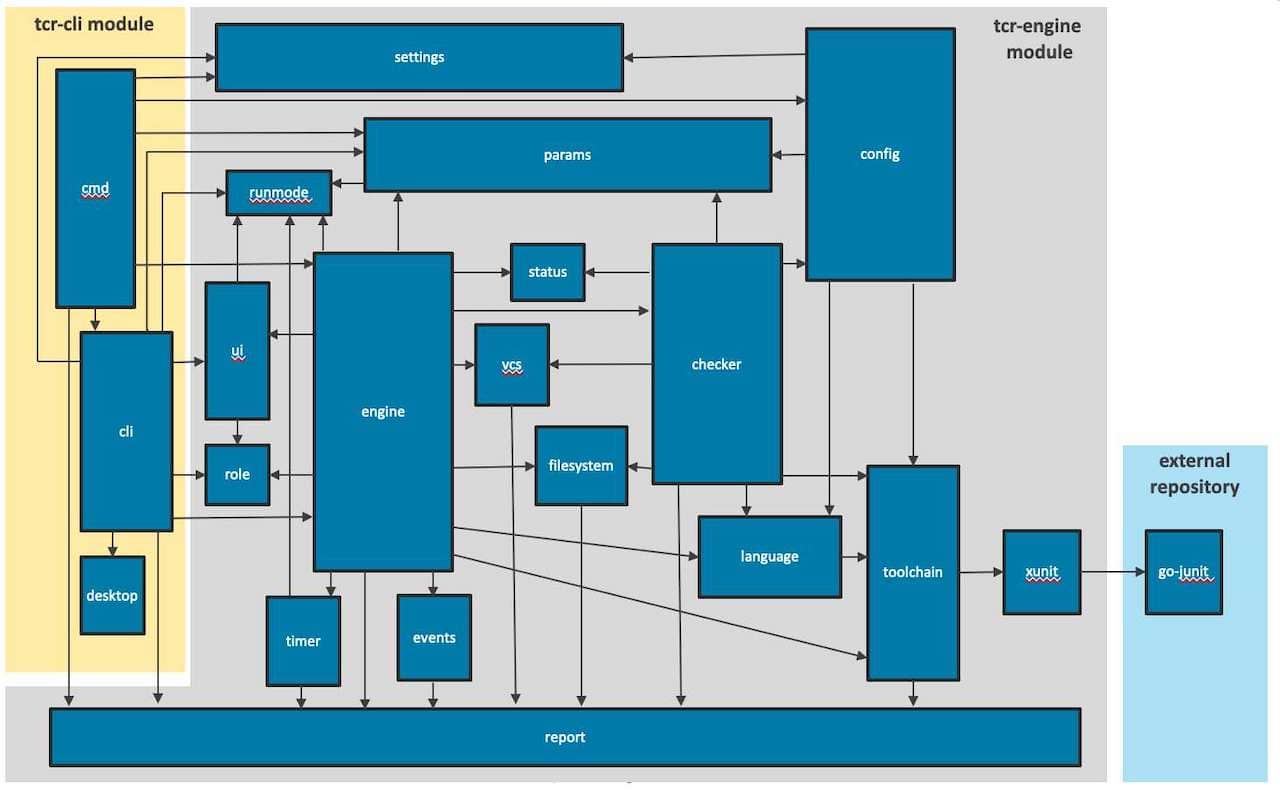 tcr-cli module
tcr-engine
module
settings
config
params
cmd
runmode
status
ui
vcs
checker
engine
cli
role
filesystem
external
repository
language
toolchain
xunit
go-junit
desktop
timer
events
report